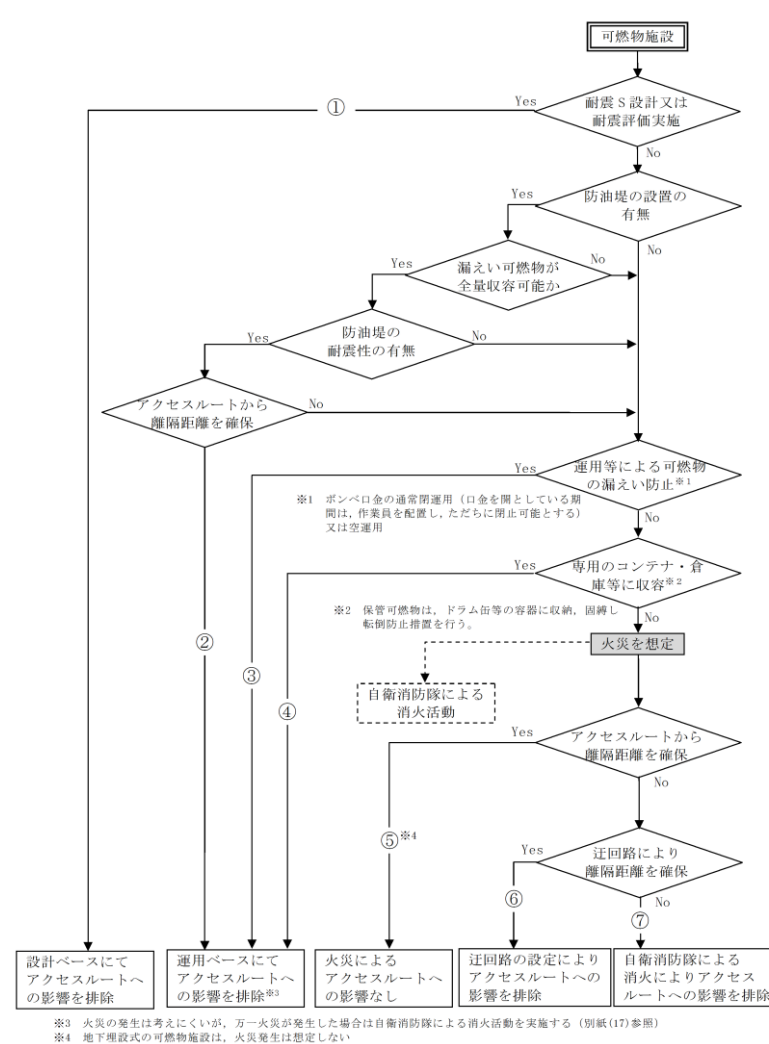 可燃物施設
①
Yes
耐震S設計又は
耐震評価実施
No
Yes
防油堤の設置の
有無
No
Yes
漏えい可燃物が
全量収容可能か
No
Yes
防油堤の
耐震性の有無
No
アクセスルートから
離隔距離を確保
No
Yes
運用等による可燃物
の漏えい防止※1
No
※1 ボンベ口金の通常閉運用（口金を開としている期
間は，作業員を配置し，ただちに閉止可能とする）
又は空運用
Yes
専用のコンテナ・倉
庫等に収容※2
No
※2 保管可燃物は，ドラム缶等の容器に収納，固縛し
転倒防止措置を行う。
②
③
④
火災を想定
自衛消防隊による
消火活動
Yes
アクセスルートから
離隔距離を確保
No
⑤※4
Yes
迂回路により
離隔距離を確保
No
⑥
⑦
設計ベースにて
アクセスルートへ
の影響を排除
運用ベースにて
アクセスルートへ
の影響を排除※3
火災による
アクセスルートへ
の影響なし
迂回路の設定により
アクセスルートへの
影響を排除
自衛消防隊による
消火によりアクセス
ルートへの影響を排除
※3 火災の発生は考えにくいが，万一火災が発生した場合は自衛消防隊による消火活動を実施する（別紙(17)参照）
※4 地下埋設式の可燃物施設は，火災発生は想定しない